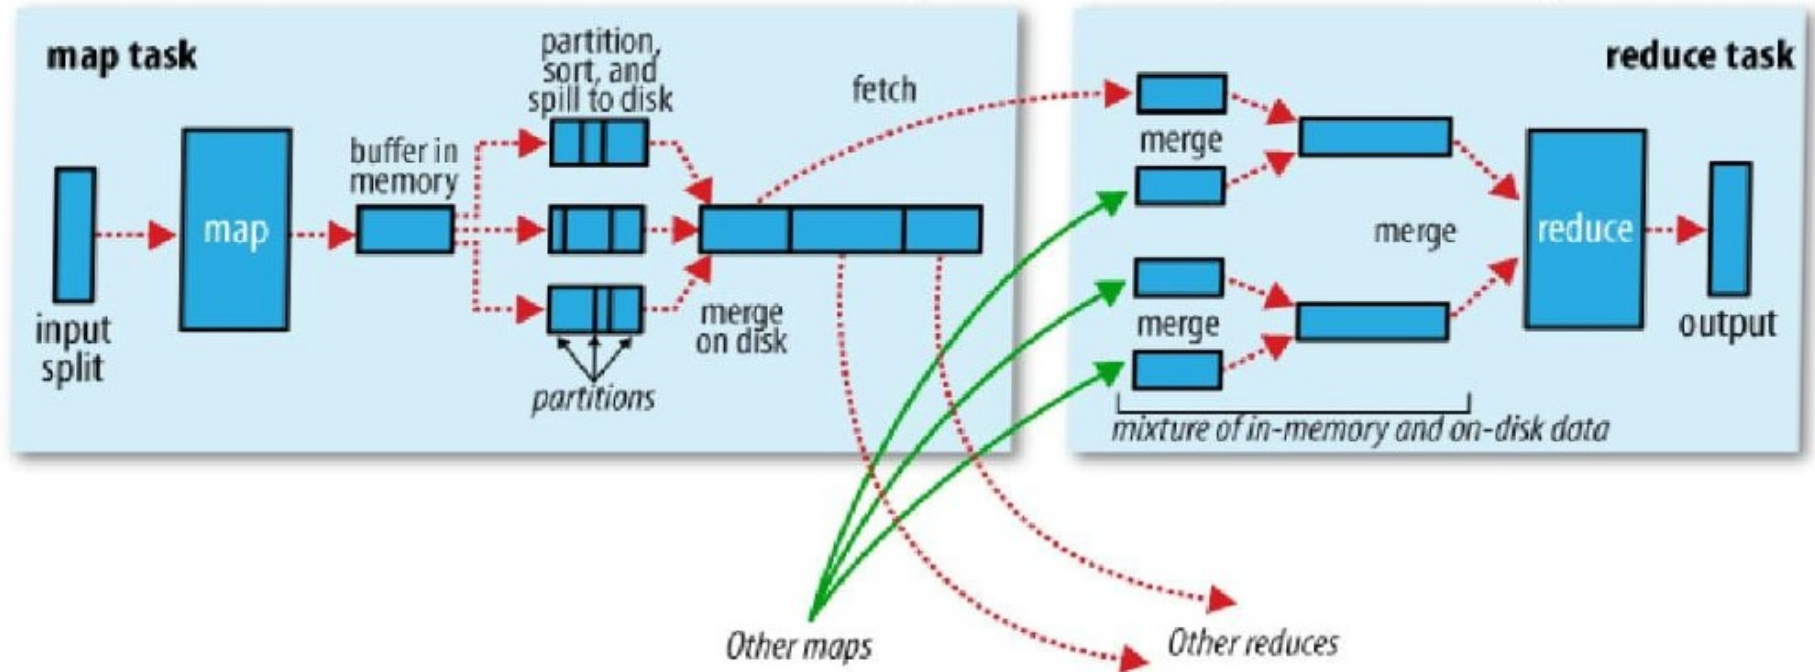 map task
partition,
sort, and
spill to disk
fetch
buffer in
memory
map
input
split
merge
on disk
partitions
reduce task
merge
merge
merge
reduce
output
mixture of in-memory and on-disk data
Other maps
Other reduces